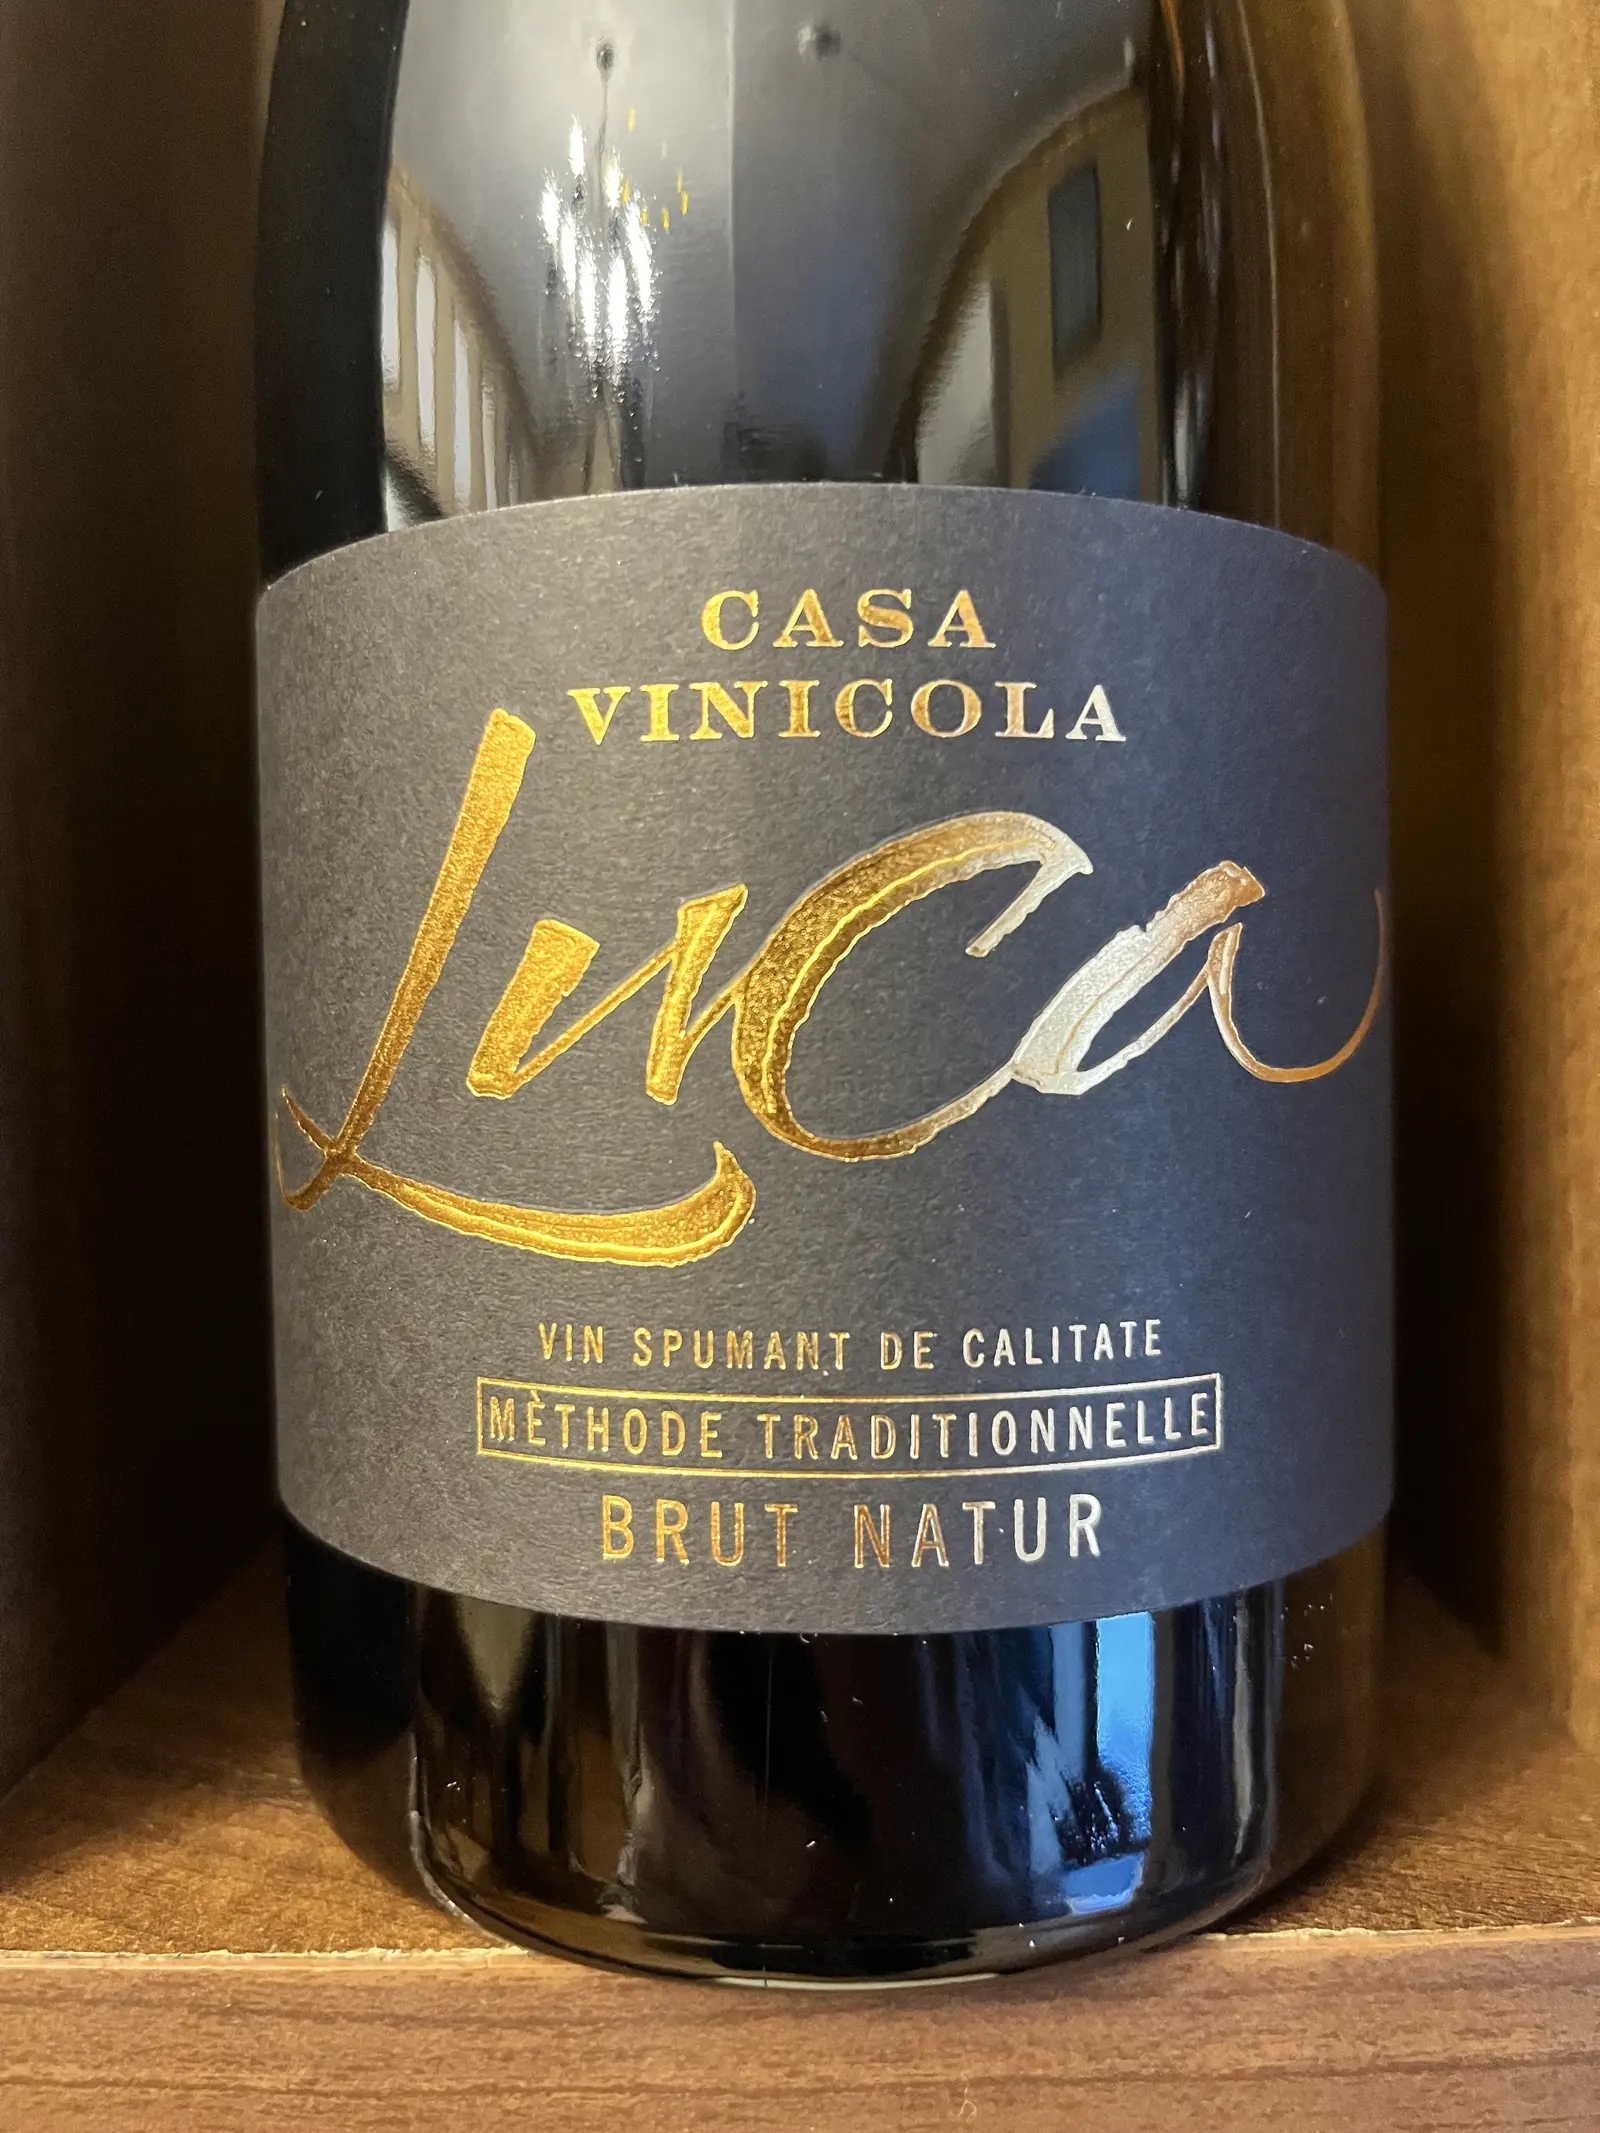 CASA
VINICOLA
Luca
VIN SPUMANT DE CALITATE
MÈTHODE TRADITIONNELLE
BRUT NATUR